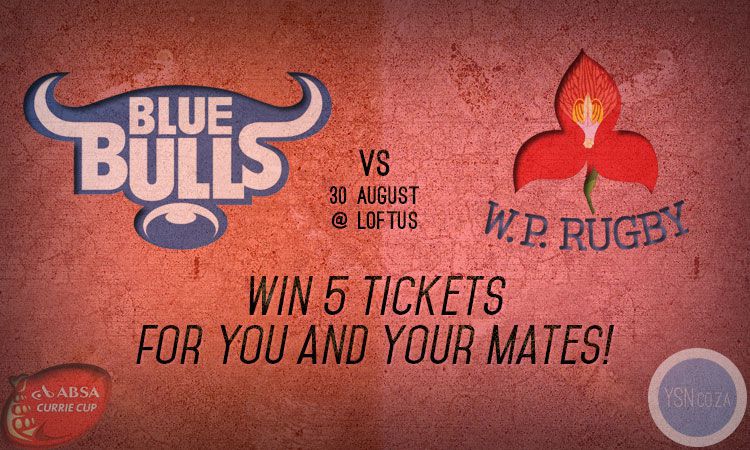 BLUE
BULLS
VS
30 AUGUST
@ LOFTUS
W.P. RUGBY
WIN 5 TICKETS
FOR YOU AND YOUR MATES!
ABSA
CURRIE CUP
YSN.CO.ZA